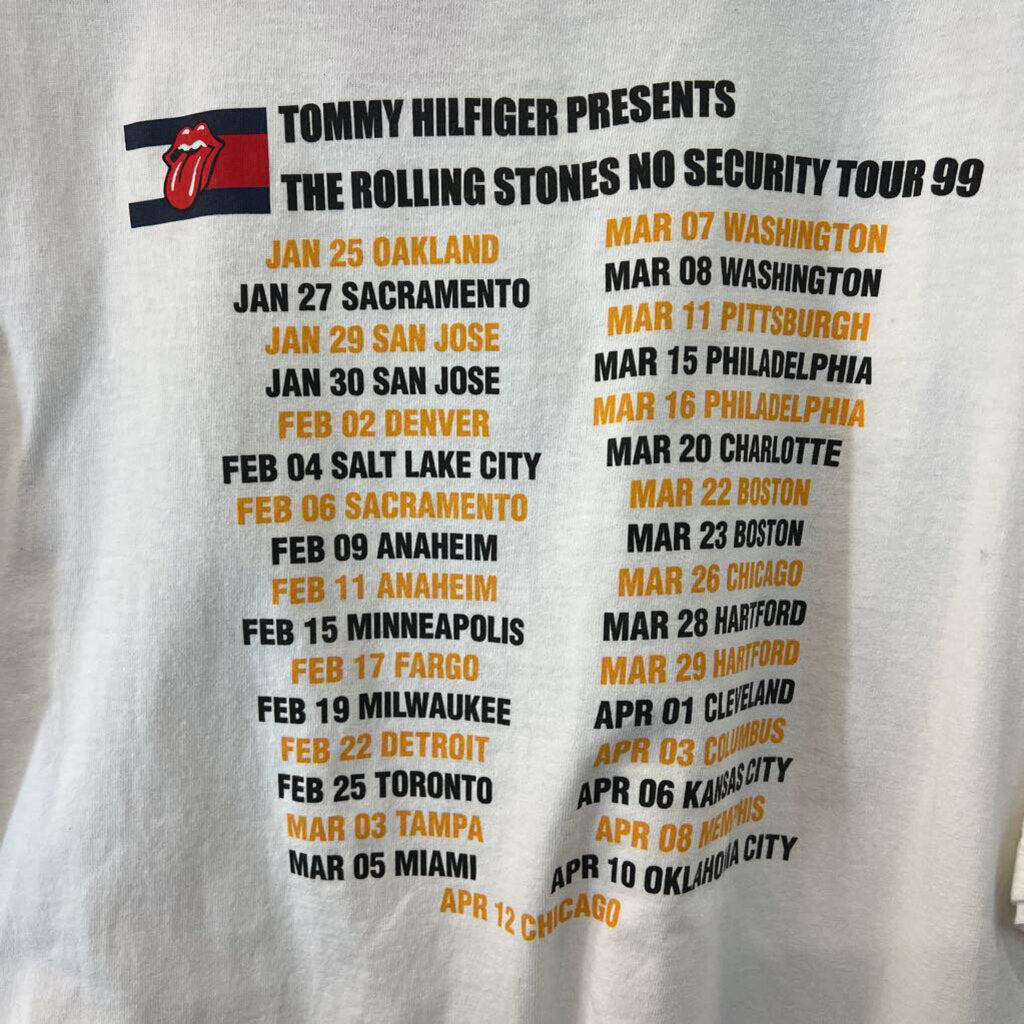 TOMMY HILFIGER PRESENTS
THE ROLLING STONES NO SECURITY TOUR 99
JAN 25 OAKLAND
JAN 27 SACRAMENTO
JAN 29 SAN JOSE
JAN 30 SAN JOSE
FEB 02 DENVER
FEB 04 SALT LAKE CITY
FEB 06 SACRAMENTO
FEB 09 ANAHEIM
FEB 11 ANAHEIM
FEB 15 MINNEAPOLIS
FEB 17 FARGO
FEB 19 MILWAUKEE
FEB 22 DETROIT
FEB 25 TORONTO
MAR 03 TAMPA
MAR 05 MIAMI
MAR 07 WASHINGTON
MAR 08 WASHINGTON
MAR 11 PITTSBURGH
MAR 15 PHILADELPHIA
MAR 16 PHILADELPHIA
MAR 20 CHARLOTTE
MAR 22 BOSTON
MAR 23 BOSTON
MAR 26 CHICAGO
MAR 28 HARTFORD
MAR 29 HARTFORD
APR 01 CLEVELAND
APR 03 COLUMBUS
APR 06 KANSAS CITY
APR 08 MEMPHIS
APR 10 OKLAHOMA CITY
APR 12 CHICAGO